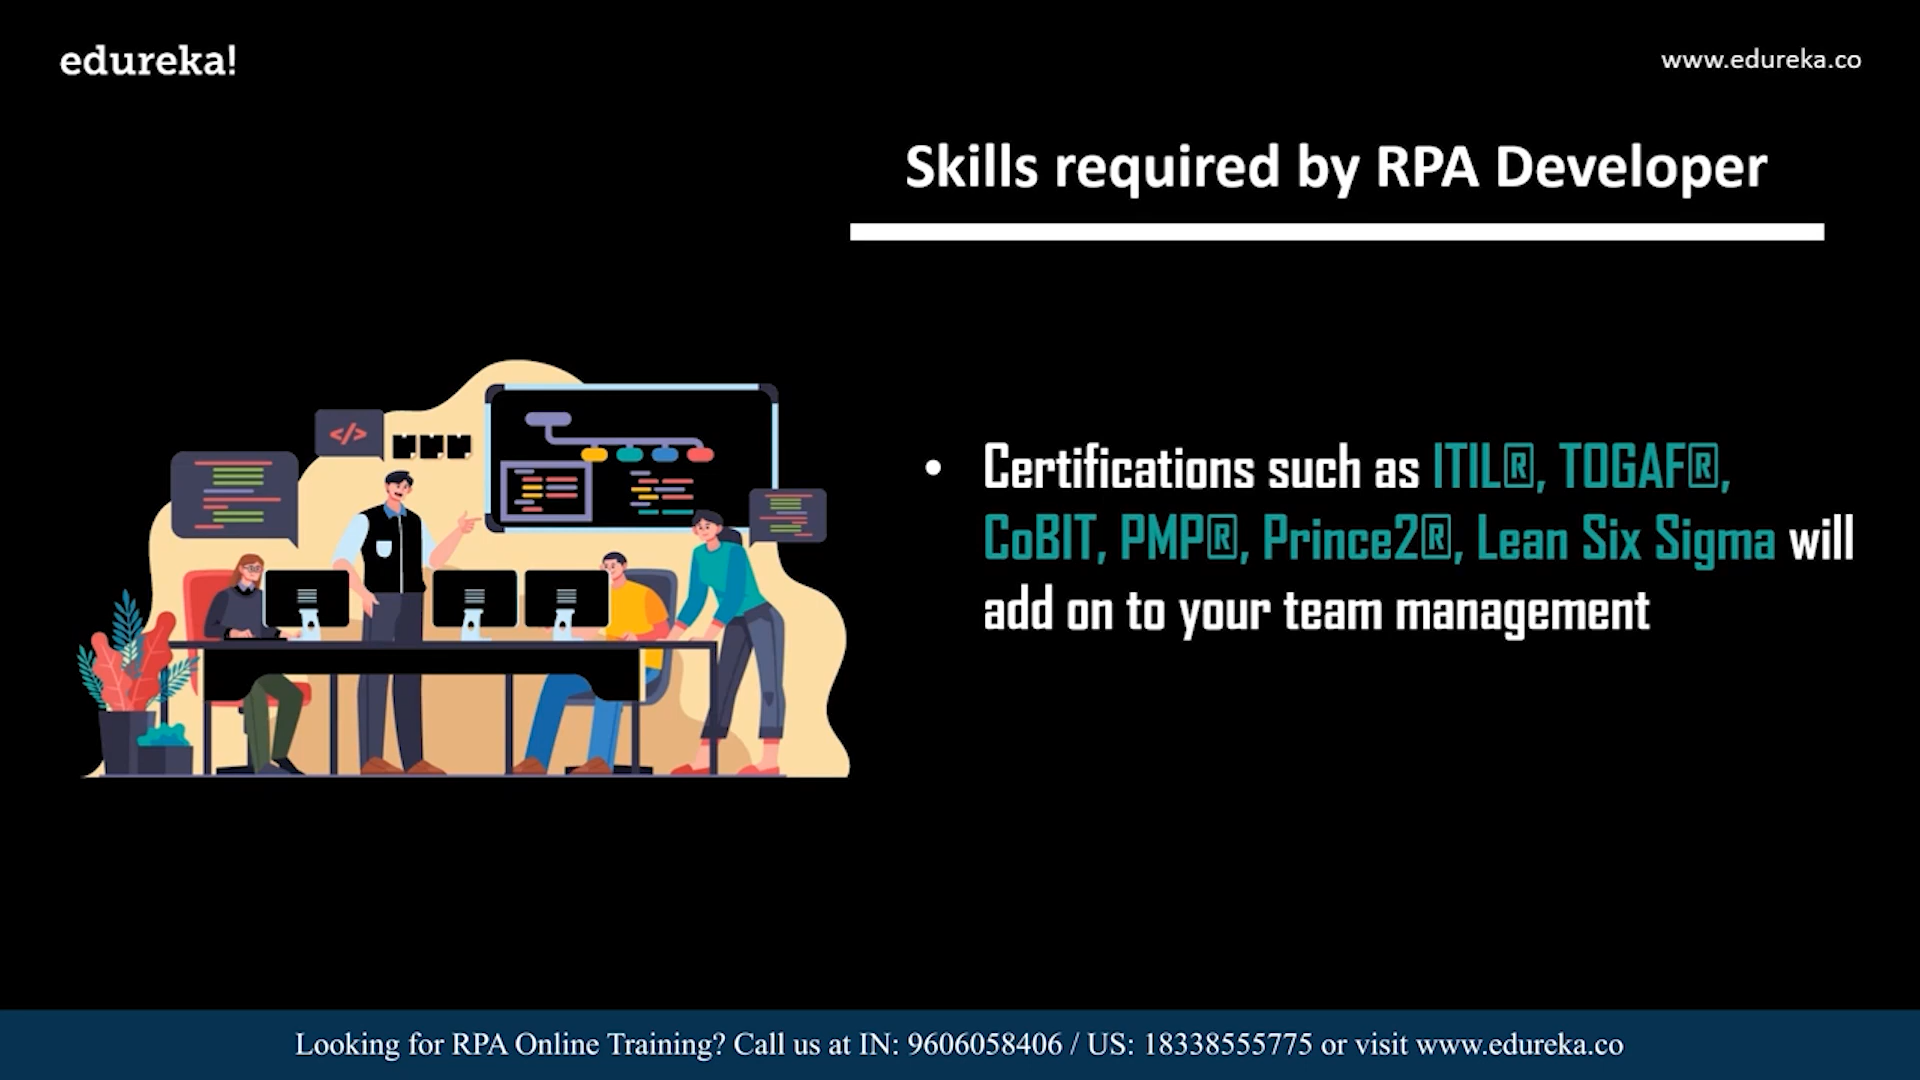 edureka!
www.edureka.co
Skills required by RPA Developer
</>
• Certifications such as ITIL®, TOGAF®,
CoBIT, PMP®, Prince2®, Lean Six Sigma will
add on to your team management
Looking for RPA Online Training? Call us at IN: 9606058406 / US: 18338555775 or visit www.edureka.co